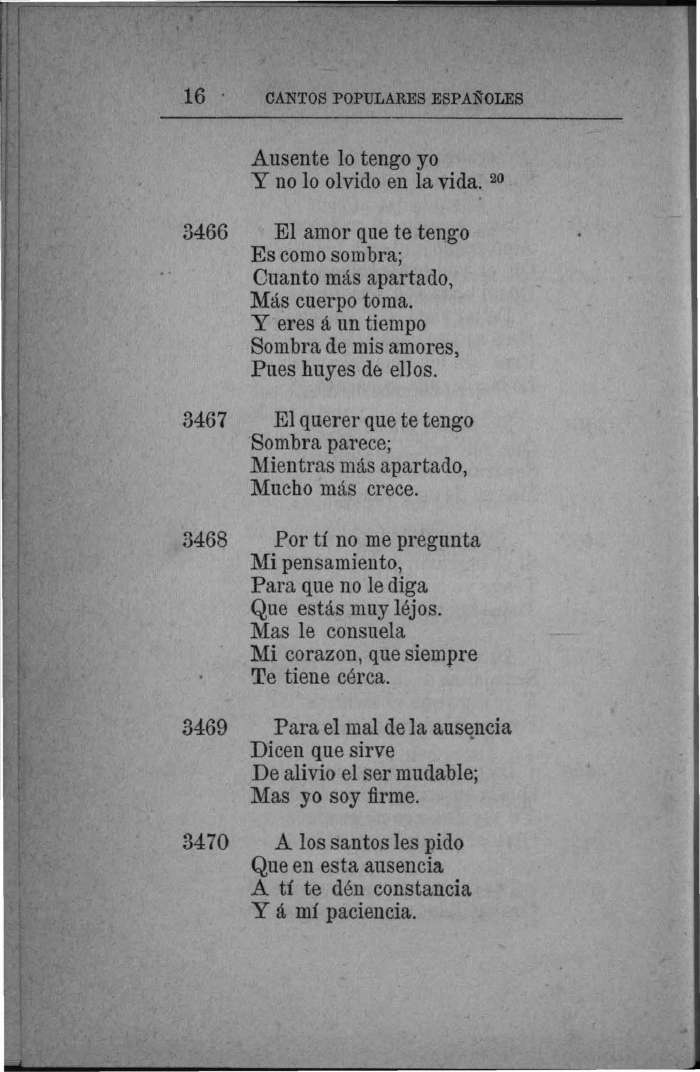 16 CANTOS POPULARES ESPAÑOLES
Ausente lo tengo yo
Y no lo olvido en la vida. 20
3466 El amor que te tengo
Es como sombra;
Cuanto más apartado,
Más cuerpo toma.
Y eres á un tiempo
Sombra de mis amores,
Pues huyes de ellos.
3467 El querer que te tengo
Sombra parece;
Mientras más apartado,
Mucho más crece.
3468 Por tí no me pregunta
Mi pensamiento,
Para que no le diga
Que estás muy léjos.
Mas le consuela
Mi corazon, que siempre
Te tiene cérca.
3469 Para el mal de la ausencia
Dicen que sirve
De alivio el ser mudable;
Mas yo soy firme.
3470 A los santos les pido
Que en esta ausencia
A tí te dén constancia
Y á mí paciencia.